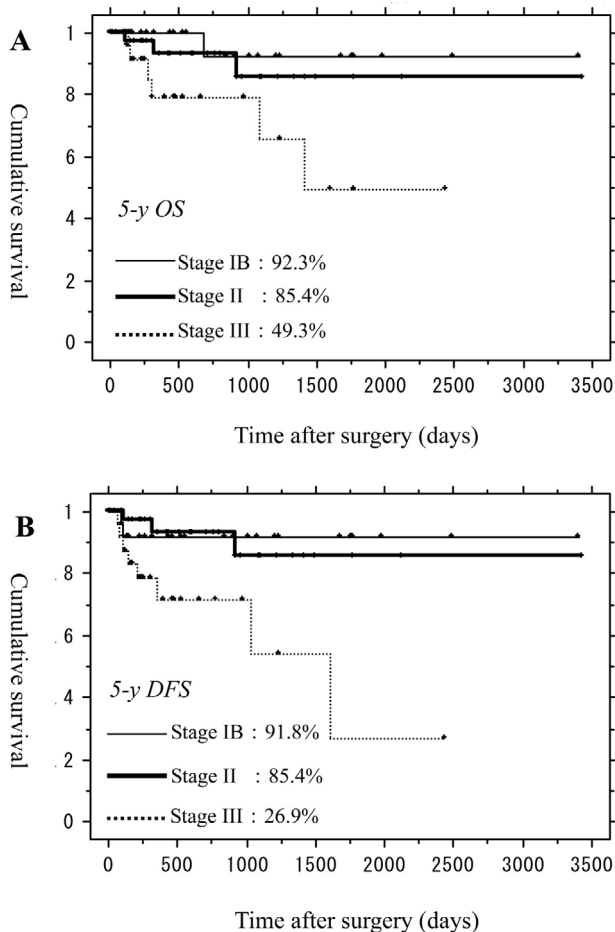 A
1
8
6
4
2
0
Cumulative survival
5-y OS
Stage IB : 92.3%
Stage II : 85.4%
Stage III : 49.3%
0 500 1000 1500 2000 2500 3000 3500
Time after surgery (days)
B
1
.8
.6
.4
.2
0
Cumulative survival
5-y DFS
Stage IB : 91.8%
Stage II : 85.4%
Stage III : 26.9%
0 500 1000 1500 2000 2500 3000 3500
Time after surgery (days)